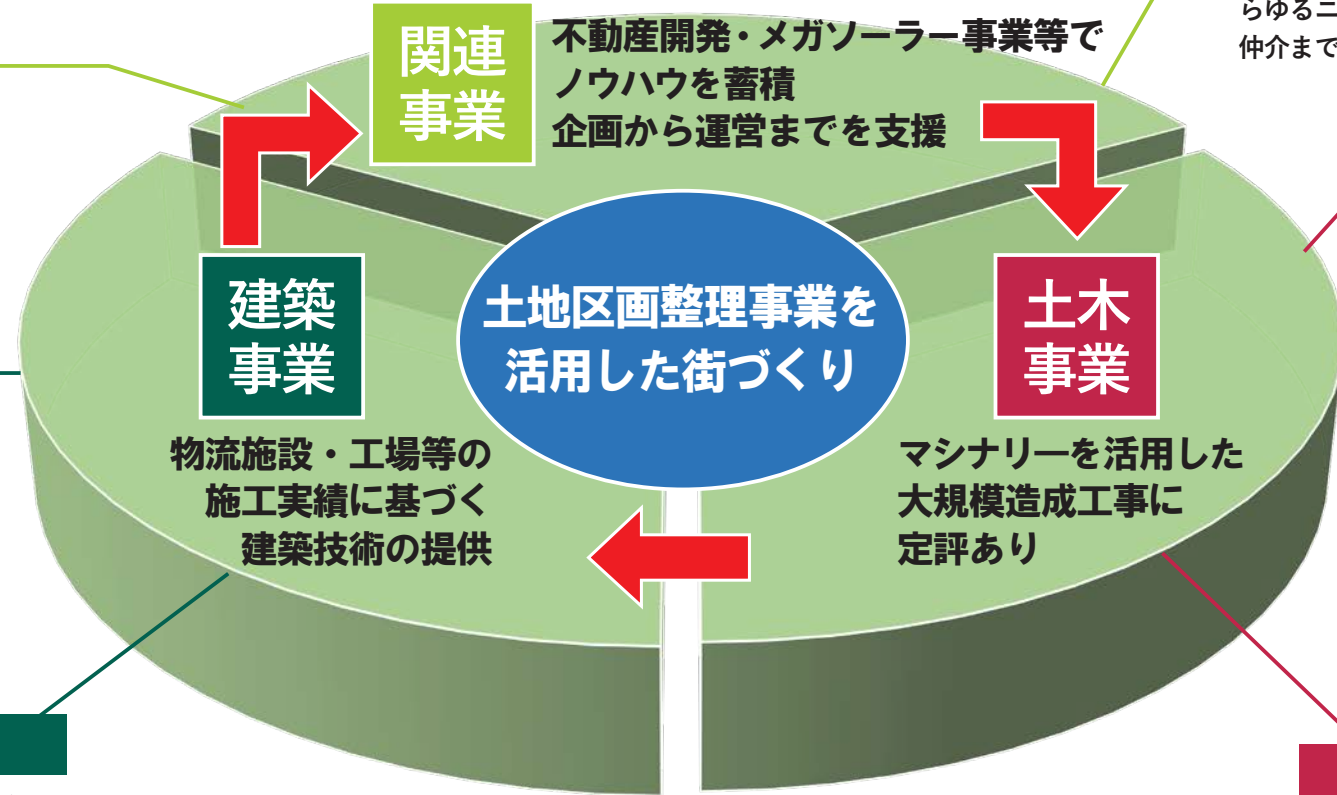 関連
事業
不動産開発・メガソーラー事業等で
ノウハウを蓄積
企画から運営までを支援
らゆるニ
仲介まで
建築
事業
土地区画整理事業を
活用した街づくり
土木
事業
物流施設・工場等の
施工実績に基づく
建築技術の提供
マシナリーを活用した
大規模造成工事に
定評あり